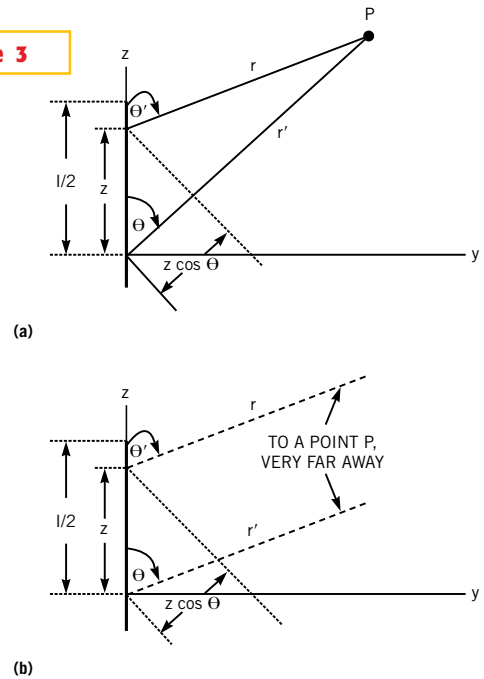 P
e 3
z
r
θ'
r'
l/2
z
θ
y
z cos θ
(a)
z
r
θ'
TO A POINT P,
VERY FAR AWAY
l/2
z
r'
θ
y
z cos θ
(b)